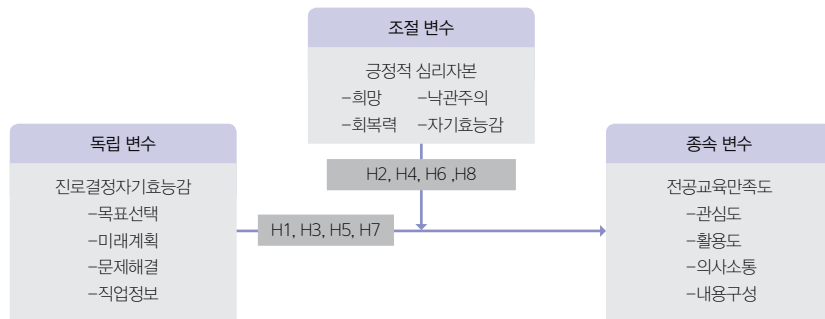 조절 변수
긍정적 심리자본
-희망 -낙관주의
-회복력 -자기효능감
독립 변수
진로결정자기효능감
-목표선택
-미래계획
-문제해결
-직업정보
H2, H4, H6 ,H8
H1, H3, H5, H7
종속 변수
전공교육만족도
-관심도
-활용도
-의사소통
-내용구성